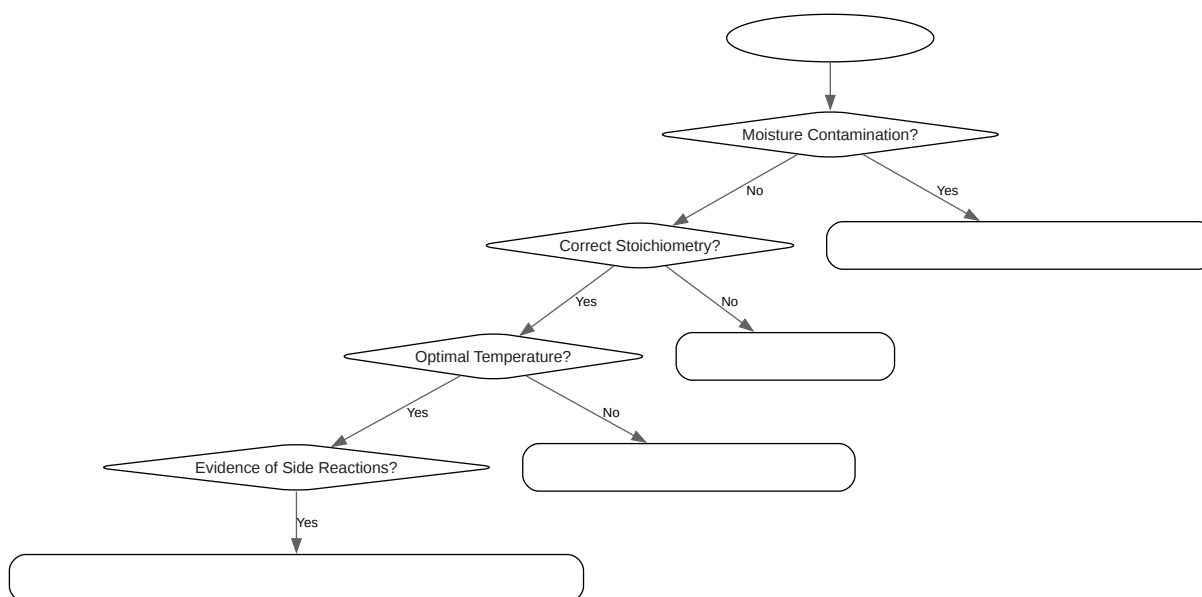 Moisture Contamination?
No
Yes
Correct Stoichiometry?
Yes
No
Optimal Temperature?
Yes
No
Evidence of Side Reactions?
Yes